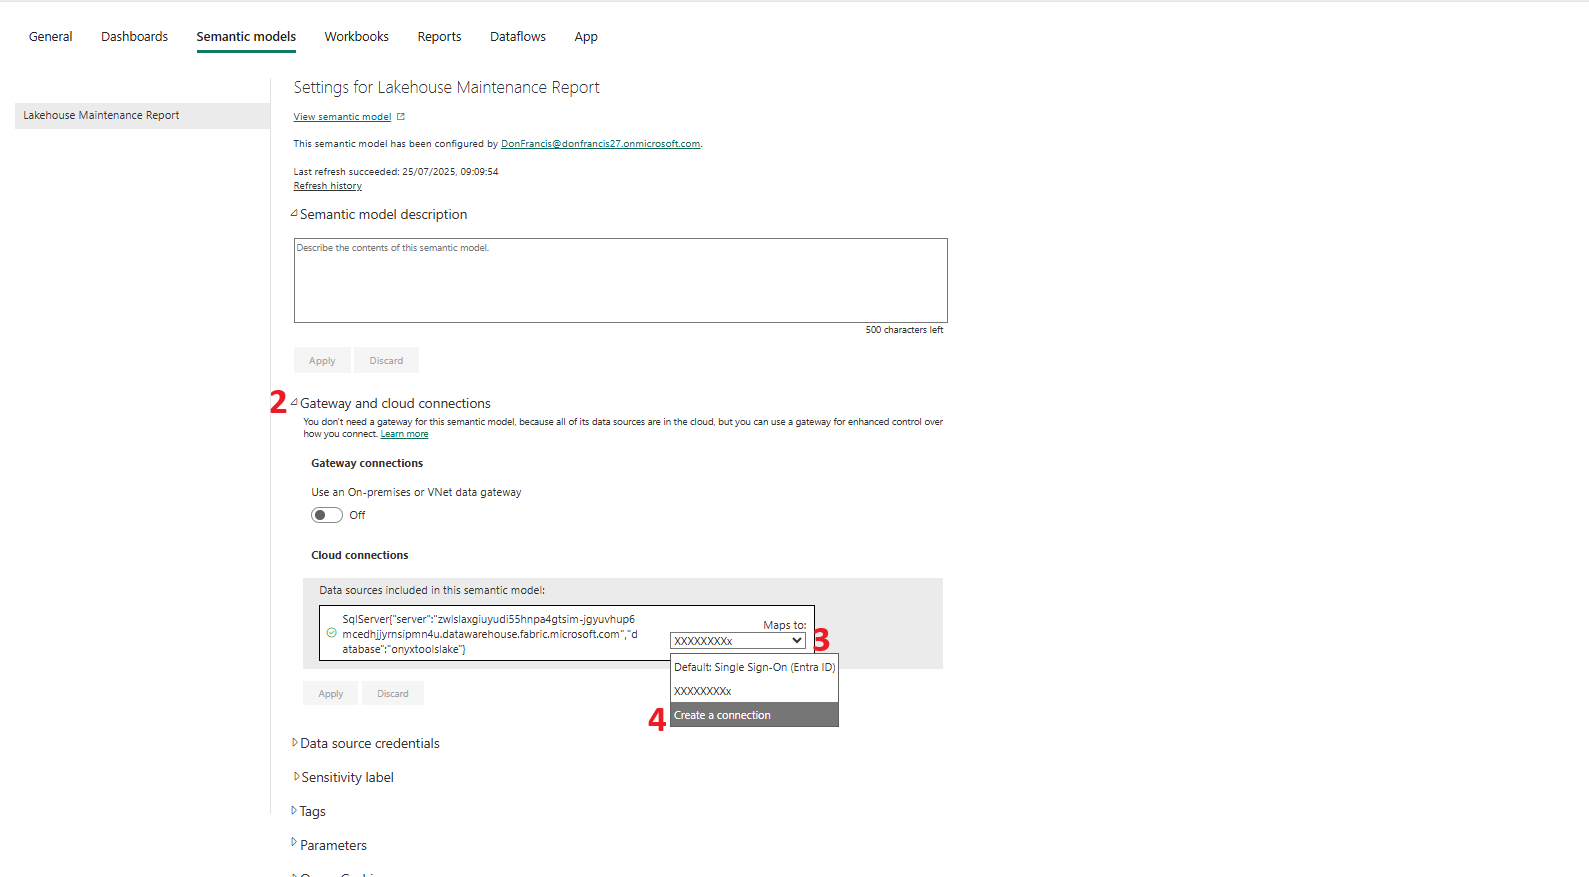 General Dashboards Semantic models Workbooks Reports Dataflows App
Lakehouse Maintenance Report
Settings for Lakehouse Maintenance Report
View semantic model
This semantic model has been configured by DonFrancis@donfrancis27.onmicrosoft.com.
Last refresh succeeded: 25/07/2025, 09:09:54
Refresh history
Semantic model description
Describe the contents of this semantic model.
500 characters left
Apply Discard
2 Gateway and cloud connections
You don't need a gateway for this semantic model, because all of its data sources are in the cloud, but you can use a gateway for enhanced control over
how you connect. Learn more
Gateway connections
Use an On-premises or VNet data gateway
Off
Cloud connections
Data sources included in this semantic model:
SqlServer{"server":"zwlslaxgiuyudi55hnpa4gtsim-jgyuvhup6
mcedhjjyrnsipmn4u.datawarehouse.fabric.microsoft.com","d
atabase":"onyxtoolslake"}
Maps to:
XXXXXXXXx 3
Default: Single Sign-On (Entra ID)
XXXXXXXXx
4 Create a connection
Apply Discard
Data source credentials
Sensitivity label
Tags
Parameters